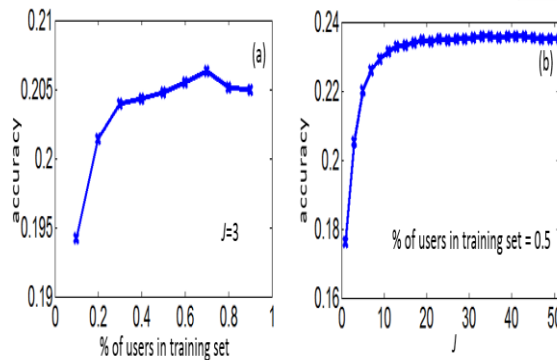 0.21
0.205
0.2
0.195
0.19
accuracy
(a)
J=3
0 0.2 0.4 0.6 0.8 1
% of users in training set
0.24
0.22
0.2
0.18
0.16
accuracy
(b)
% of users in training set = 0.5
0 10 20 30 40 50
J